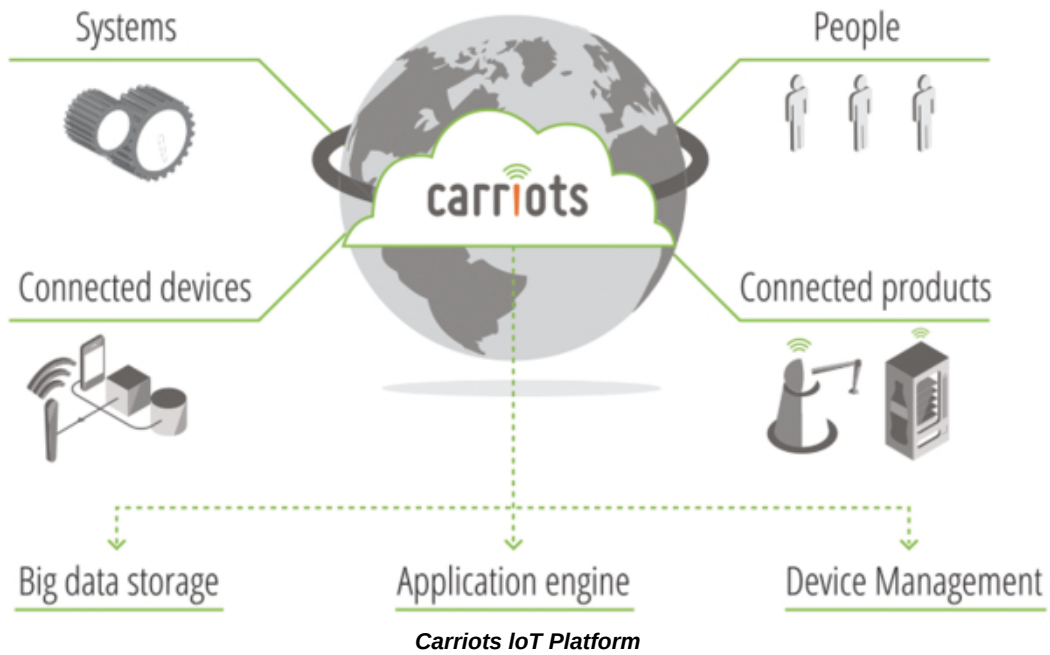 Systems
People
carriots
Connected devices
Connected products
Big data storage
Application engine
Device Management
Carriots IoT Platform